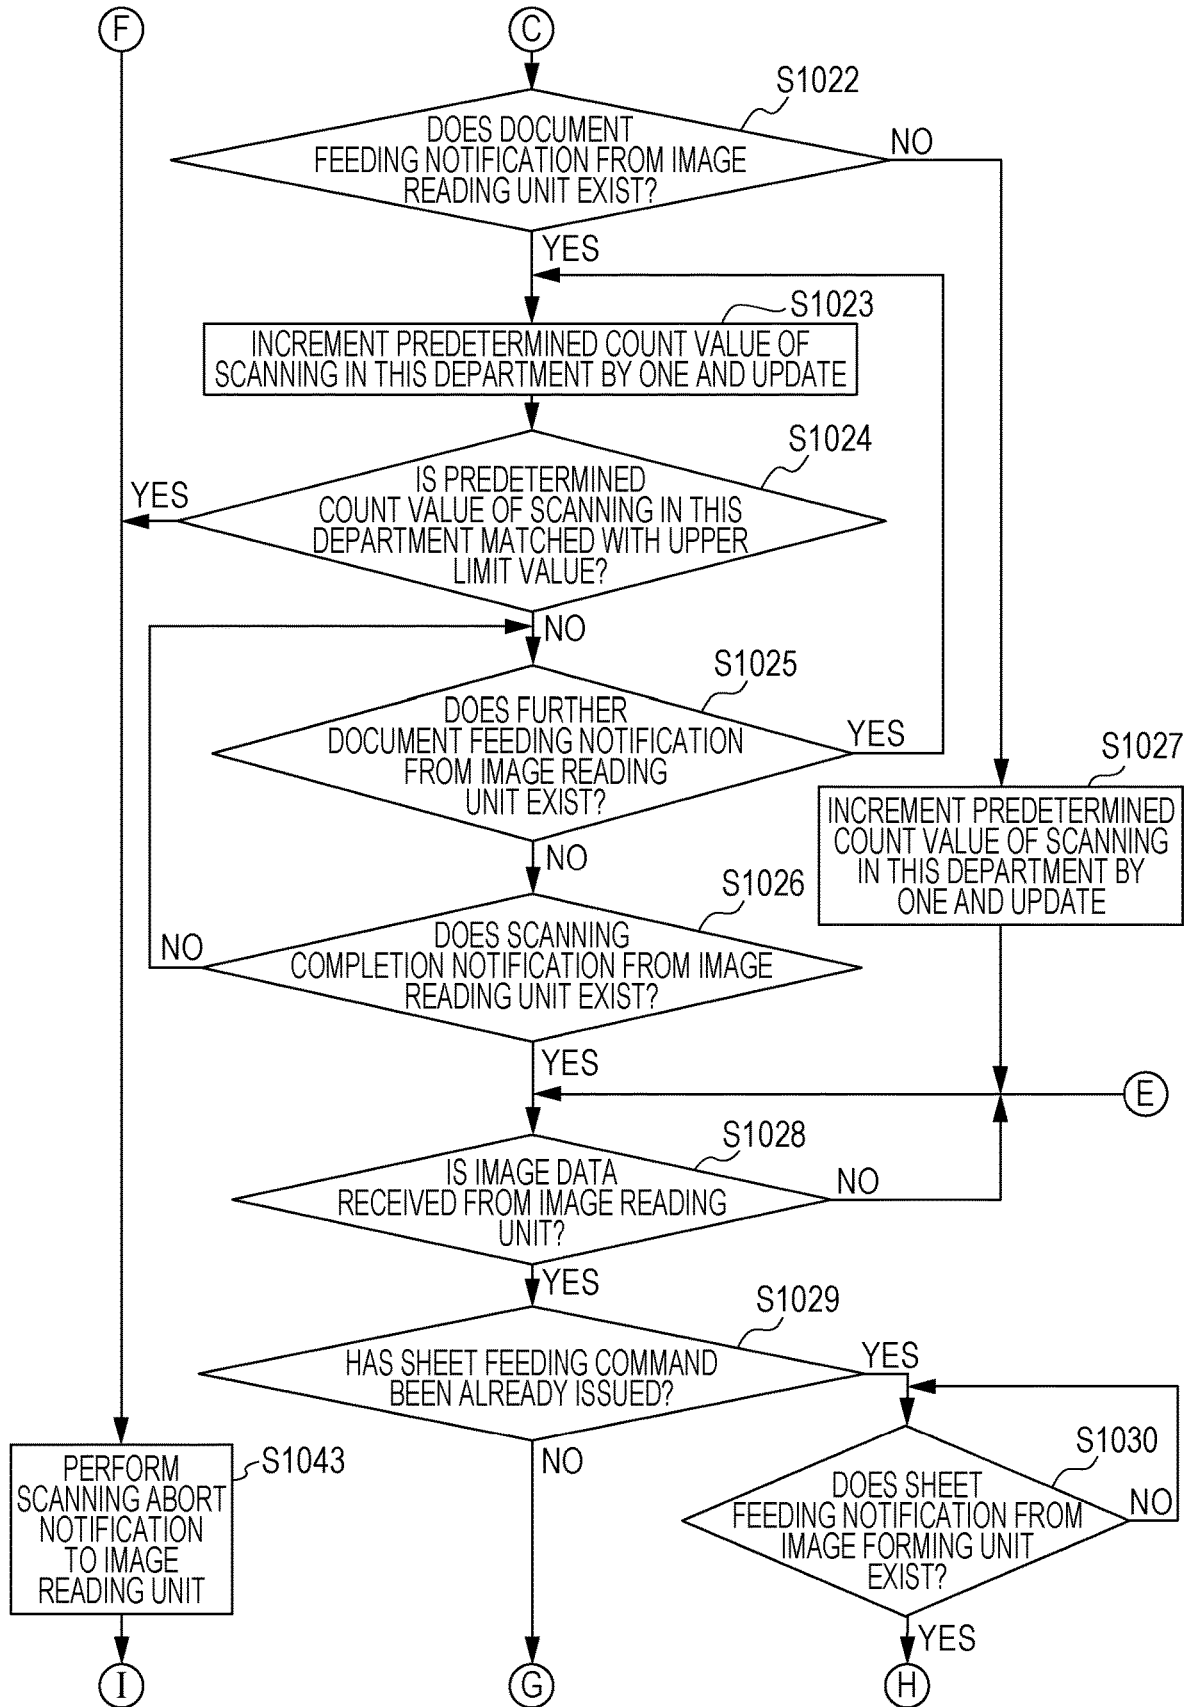 F
C
S1022
DOES DOCUMENT
FEEDING NOTIFICATION FROM IMAGE
READING UNIT EXIST?
NO
YES
S1023
INCREMENT PREDETERMINED COUNT VALUE OF
SCANNING IN THIS DEPARTMENT BY ONE AND UPDATE
S1024
IS PREDETERMINED
COUNT VALUE OF SCANNING IN THIS
DEPARTMENT MATCHED WITH UPPER
LIMIT VALUE?
YES
NO
S1025
DOES FURTHER
DOCUMENT FEEDING NOTIFICATION
FROM IMAGE READING
UNIT EXIST?
YES
NO
S1027
INCREMENT PREDETERMINED
COUNT VALUE OF SCANNING
IN THIS DEPARTMENT BY
ONE AND UPDATE
S1026
DOES SCANNING
COMPLETION NOTIFICATION FROM IMAGE
READING UNIT EXIST?
NO
YES
E
S1028
IS IMAGE DATA
RECEIVED FROM IMAGE READING
UNIT?
NO
YES
S1029
HAS SHEET FEEDING COMMAND
BEEN ALREADY ISSUED?
YES
NO
S1043
PERFORM
SCANNING ABORT
NOTIFICATION
TO IMAGE
READING UNIT
S1030
DOES SHEET
FEEDING NOTIFICATION FROM
IMAGE FORMING UNIT
EXIST?
NO
YES
I
G
H